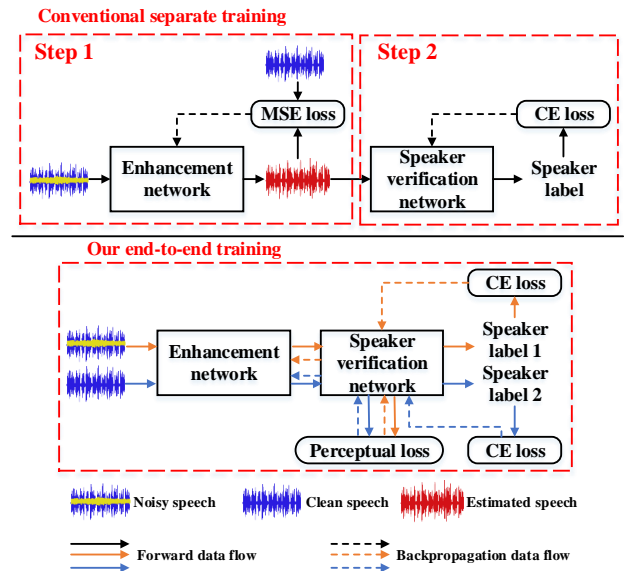 Conventional separate training
Step 1
Step 2
MSE loss
CE loss
Enhancement
network
Speaker
verification
network
Speaker
label
Our end-to-end training
CE loss
Enhancement
network
Speaker
verification
network
Speaker
label 1
Speaker
label 2
Perceptual loss
CE loss
Noisy speech
Clean speech
Estimated speech
Forward data flow
Backpropagation data flow